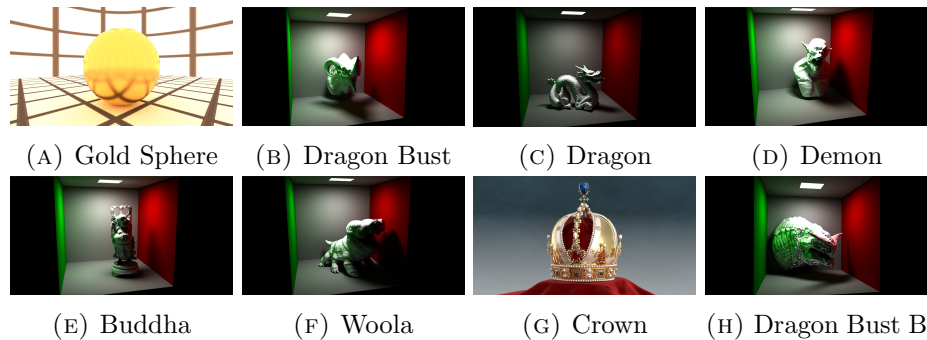 (A) Gold Sphere (B) Dragon Bust (C) Dragon (D) Demon
(E) Buddha (F) Woola (G) Crown (H) Dragon Bust B